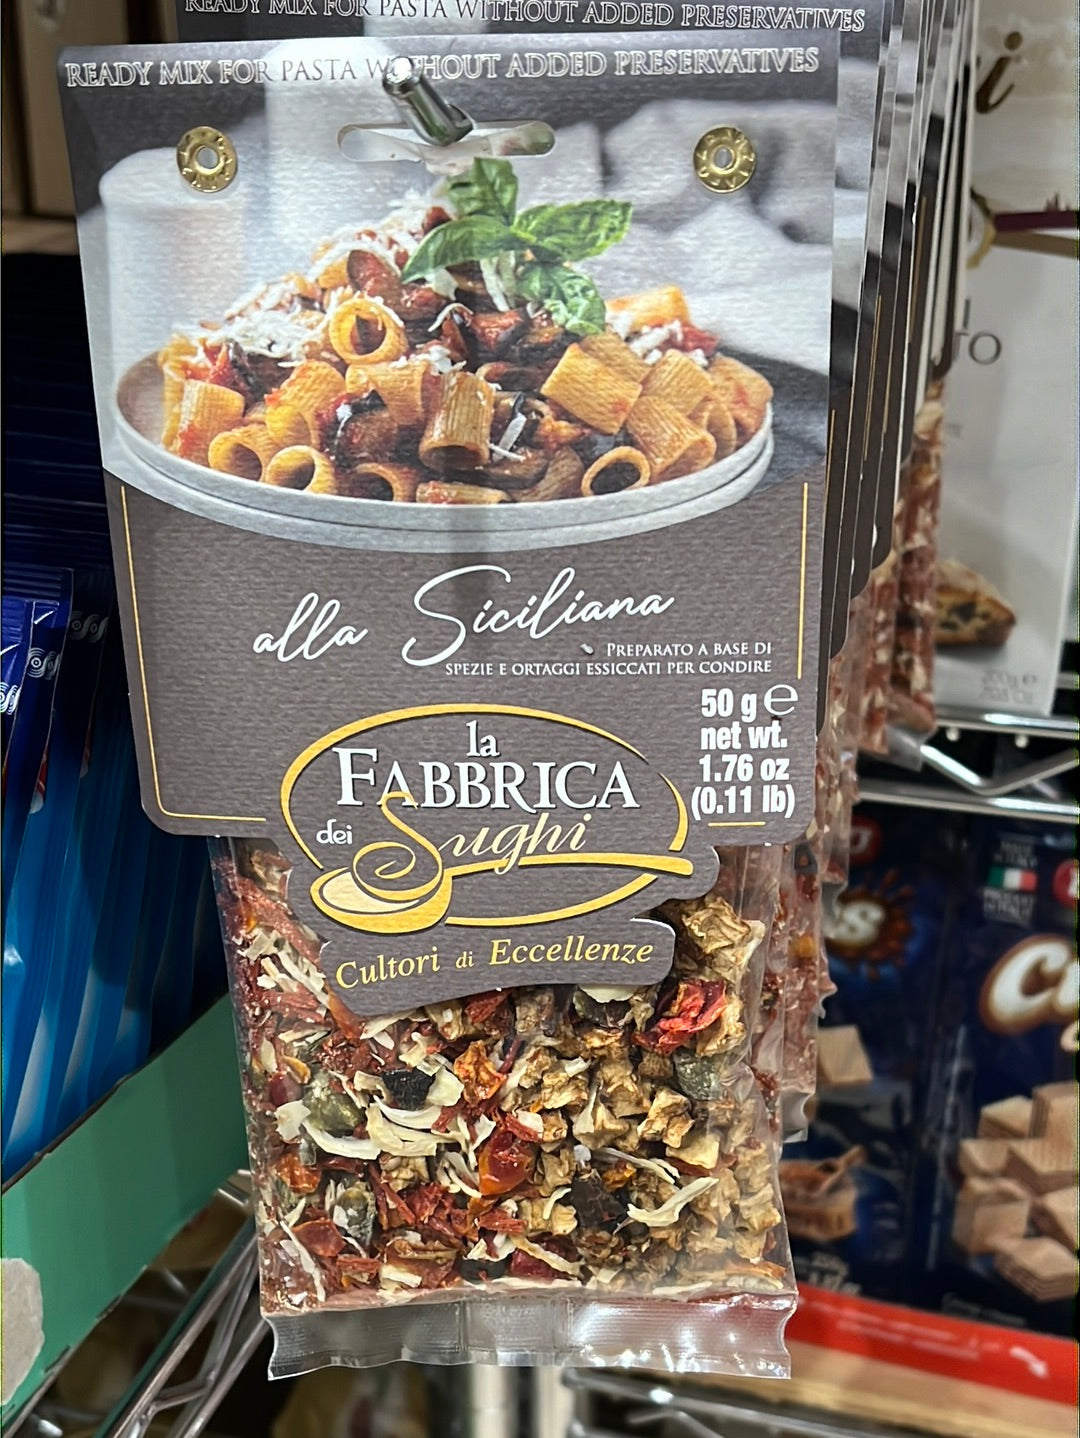 READY MIX FOR PASTA WITHOUT ADDED PRESERVATIVES
READY MIX FOR PASTA WITHOUT ADDED PRESERVATIVES
alla Siciliana
PREPARATO A BASE DI
SPEZIE E ORTAGGI ESSICCATI PER CONDIRE
50 g e
net wt.
1.76 oz
(0.11 lb)
la
FABBRICA
dei Sughi
Cultori di Eccellenze